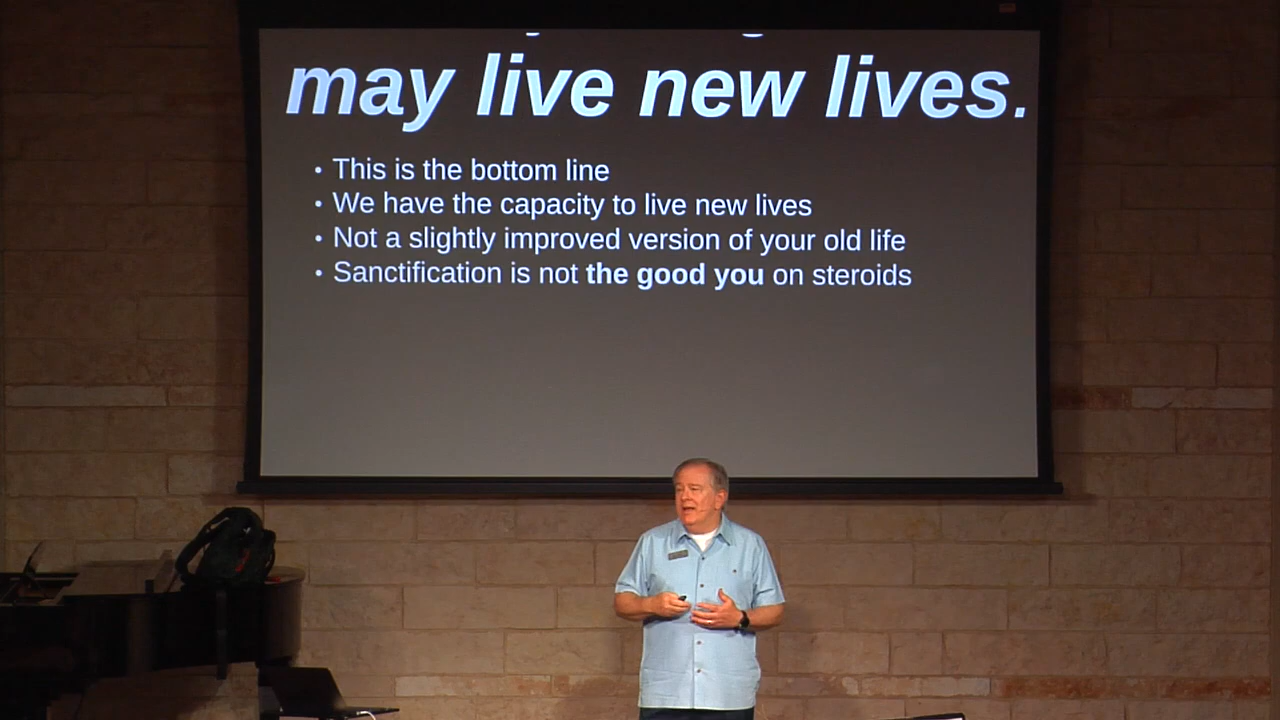 may live new lives.
• This is the bottom line
• We have the capacity to live new lives
• Not a slightly improved version of your old life
• Sanctification is not the good you on steroids